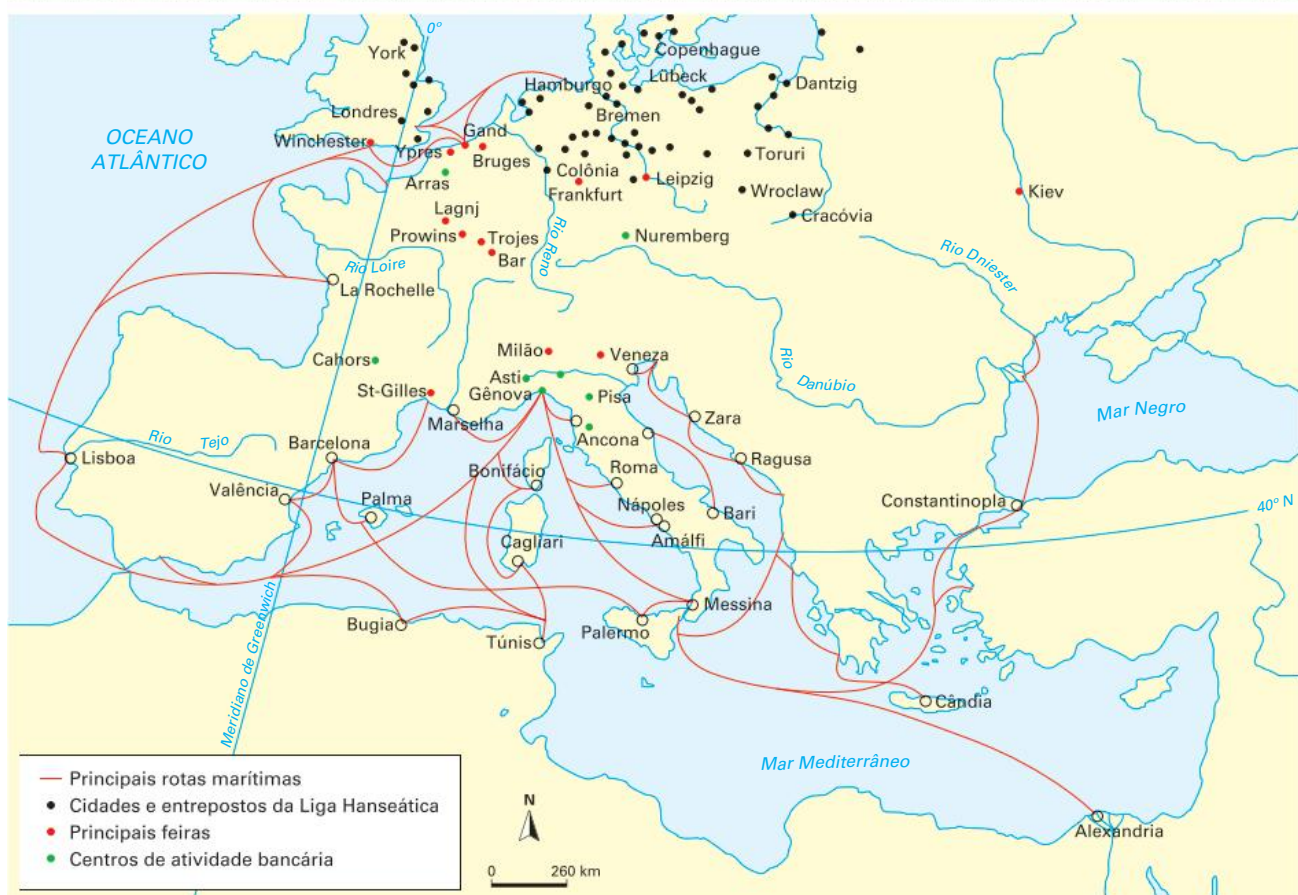 York
0º
Copenhague
Hamburgo
Lübeck
Dantzig
Londres
Bremen
OCEANO
ATLÂNTICO
Winchester
Gand
Ypres
Bruges
Toruri
Arras
Colônia
Frankfurt
Leipzig
Wroclaw
Kiev
Cracóvia
Lagnj
Prowins
Trojes
Bar
Rio Reno
Nuremberg
Rio Loire
La Rochelle
Rio Dniester
Cahors
Milão
Veneza
Asti
Gênova
St-Gilles
Pisa
Rio
Danúbio
Marselha
Zara
Mar Negro
Rio
Tejo
Ancona
Lisboa
Barcelona
Bonifácio
Roma
Ragusa
Valência
Palma
Nápoles
Bari
Constantinopla
40º N
Amálfi
Cagliari
Meridiano de Greenwich
Bugia
Túnis
Palermo
Messina
Cândia
Mar Mediterrâneo
Alexandria
Principais rotas marítimas
Cidades e entrepostos da Liga Hanseática
Principais feiras
Centros de atividade bancária
N
0
260 km